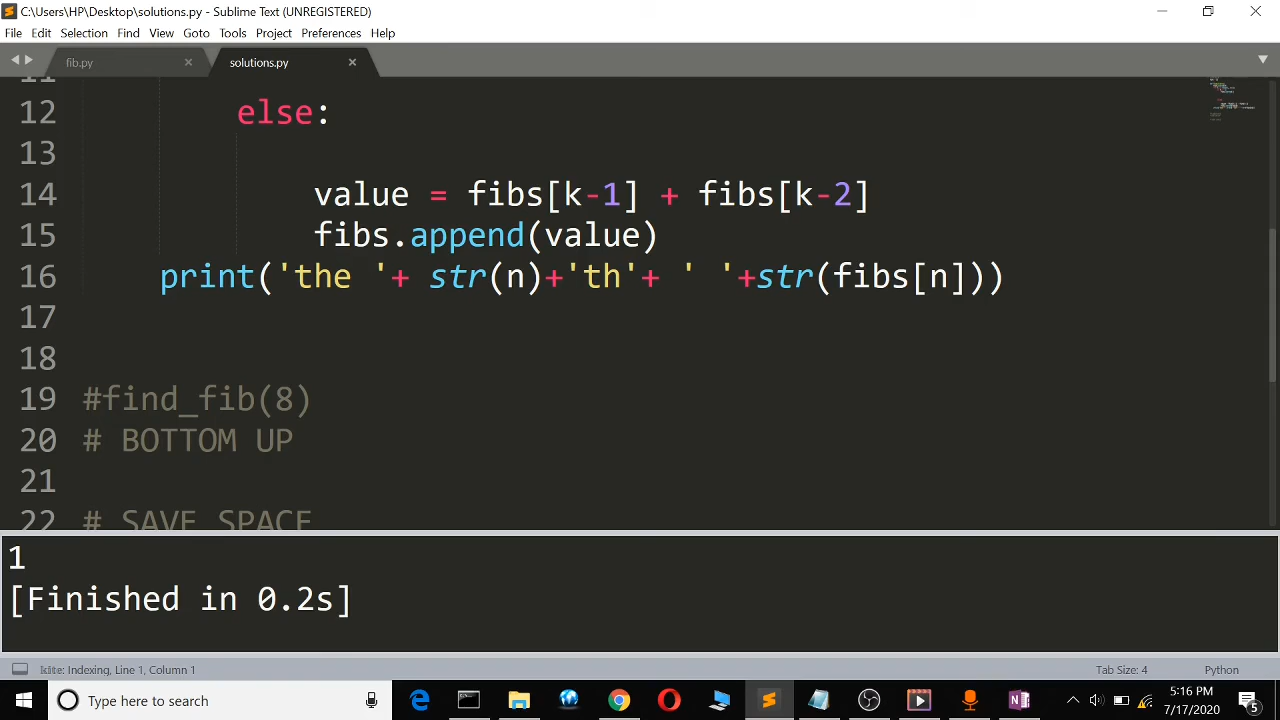 C:\Users\HP\Desktop\solutions.py - Sublime Text (UNREGISTERED)
File Edit Selection Find View Goto Tools Project Preferences Help
fib.py solutions.py
11
12 else:
13
14 value = fibs[k-1] + fibs[k-2]
15 fibs.append(value)
16 print('the '+ str(n)+'th'+ ' '+str(fibs[n]))
17
18
19 #find_fib(8)
20 # BOTTOM UP
21
22 # SAVE SPACE
1
[Finished in 0.2s]
kite: Indexing, Line 1, Column 1 Tab Size: 4 Python
Type here to search
5:16 PM
7/17/2020
5